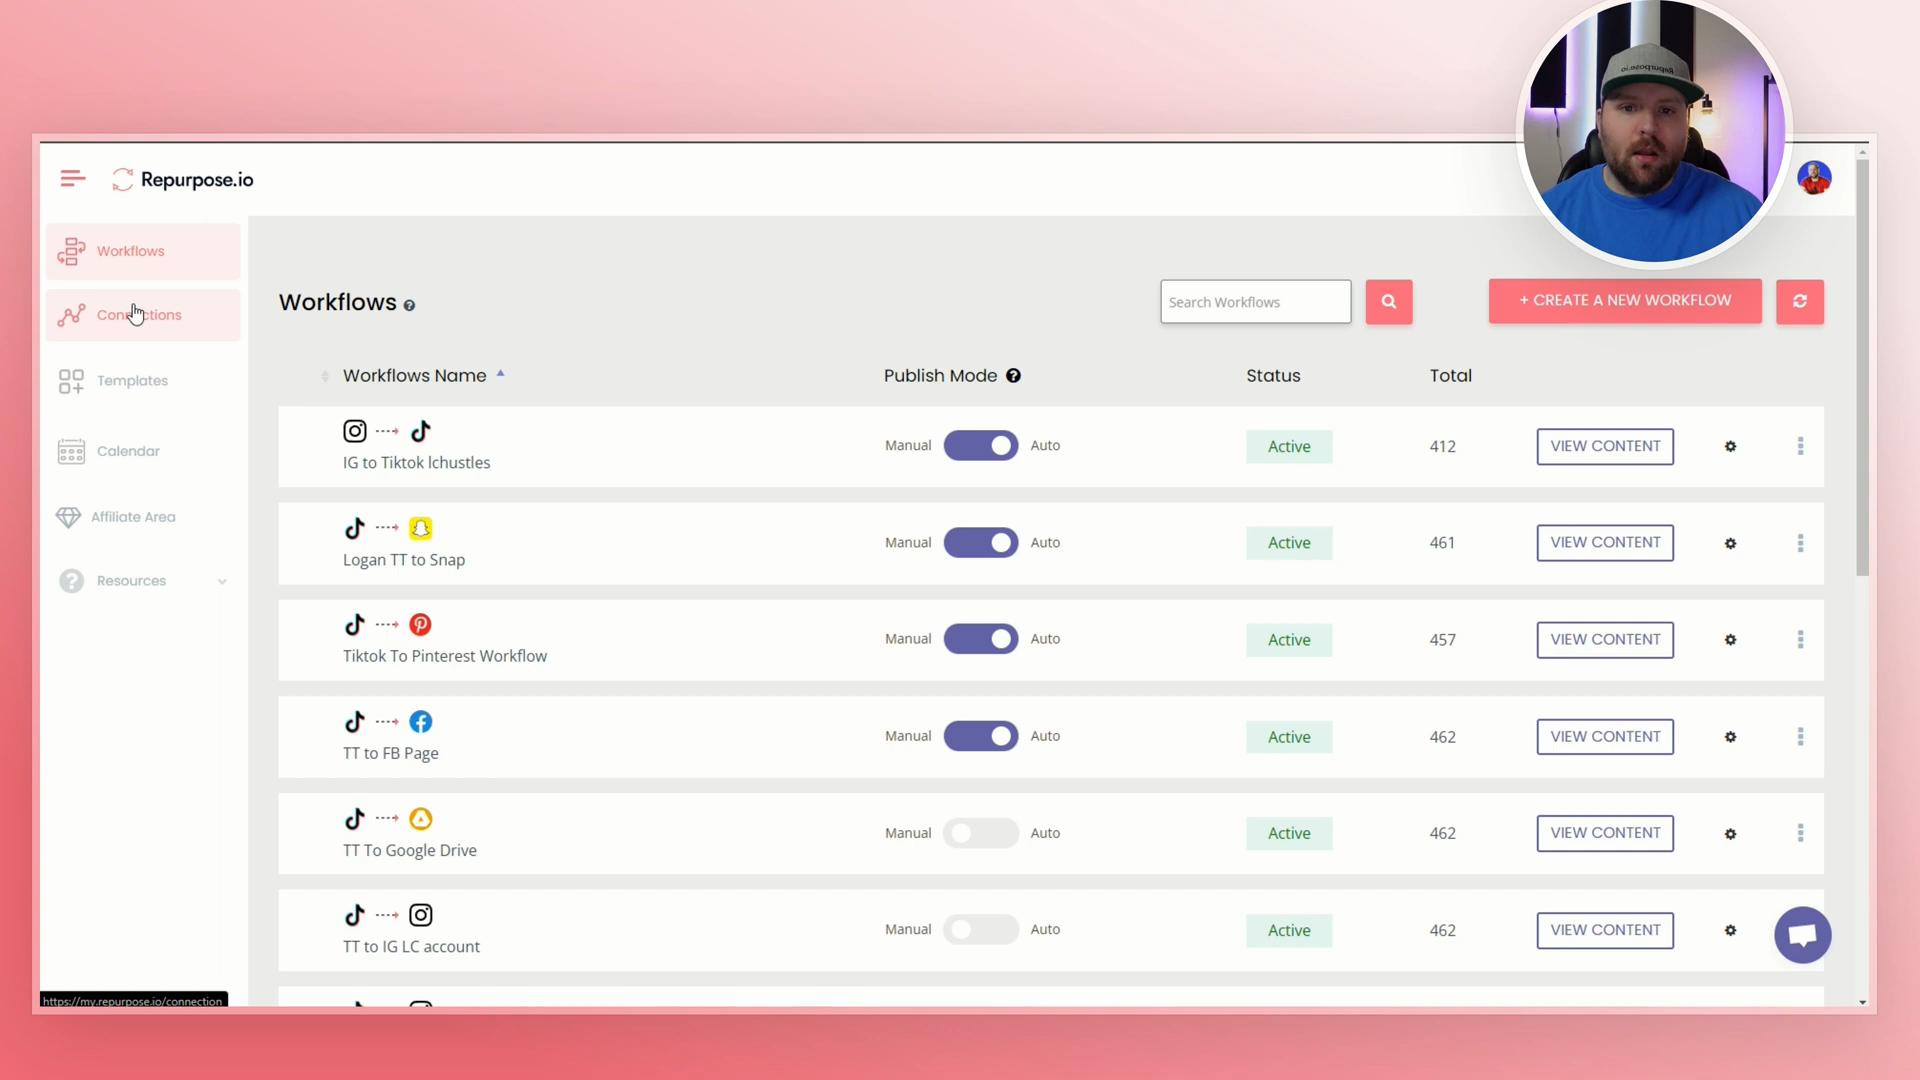 Repurpose.io
Repurpose.io
Workflows
Connections
Templates
Calendar
Affiliate Area
Resources
Workflows
Search Workflows
+ CREATE A NEW WORKFLOW
Workflows Name
Publish Mode
Status
Total
IG to Tiktok lchustles
Manual
Auto
Active
412
VIEW CONTENT
Logan TT to Snap
Manual
Auto
Active
461
VIEW CONTENT
Tiktok To Pinterest Workflow
Manual
Auto
Active
457
VIEW CONTENT
TT to FB Page
Manual
Auto
Active
462
VIEW CONTENT
TT To Google Drive
Manual
Auto
Active
462
VIEW CONTENT
TT to IG LC account
Manual
Auto
Active
462
VIEW CONTENT
https://my.repurpose.io/connection